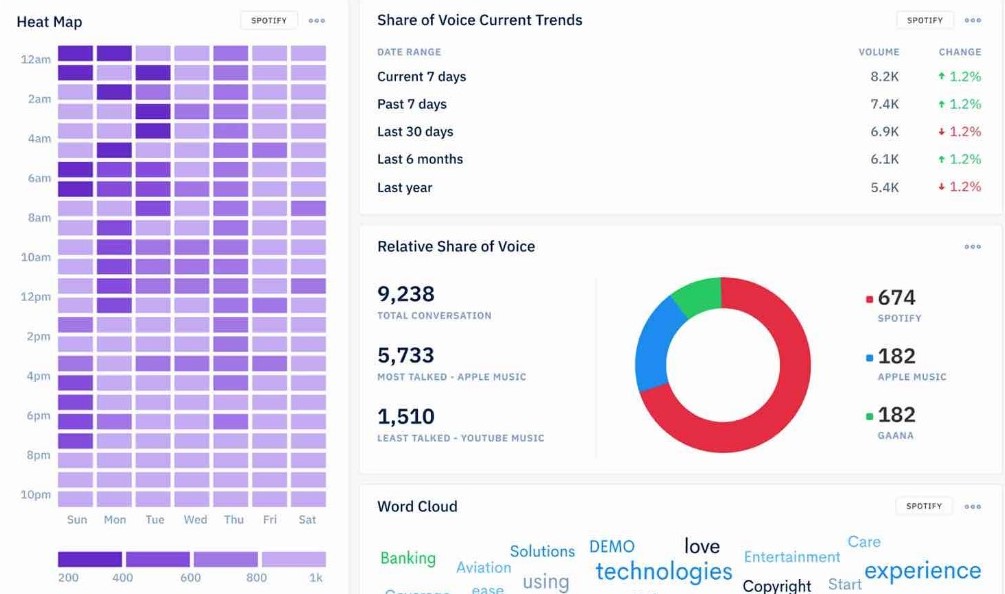 Heat Map
SPOTIFY
12am
2am
4am
6am
8am
10am
12pm
2pm
4pm
6pm
8pm
10pm
Sun Mon Tue Wed Thu Fri Sat
200 400 600 800 1k
Share of Voice Current Trends
SPOTIFY
DATE RANGE VOLUME CHANGE
Current 7 days 8.2K 1.2%
Past 7 days 7.4K 1.2%
Last 30 days 6.9K 1.2%
Last 6 months 6.1K 1.2%
Last year 5.4K 1.2%
Relative Share of Voice
9,238
TOTAL CONVERSATION
5,733
MOST TALKED - APPLE MUSIC
1,510
LEAST TALKED - YOUTUBE MUSIC
674
SPOTIFY
182
APPLE MUSIC
182
GAANA
Word Cloud
SPOTIFY
Banking
Aviation
Solutions
DEMO
love
Entertainment
Care
using
technologies
Copyright
Start
experience
ease